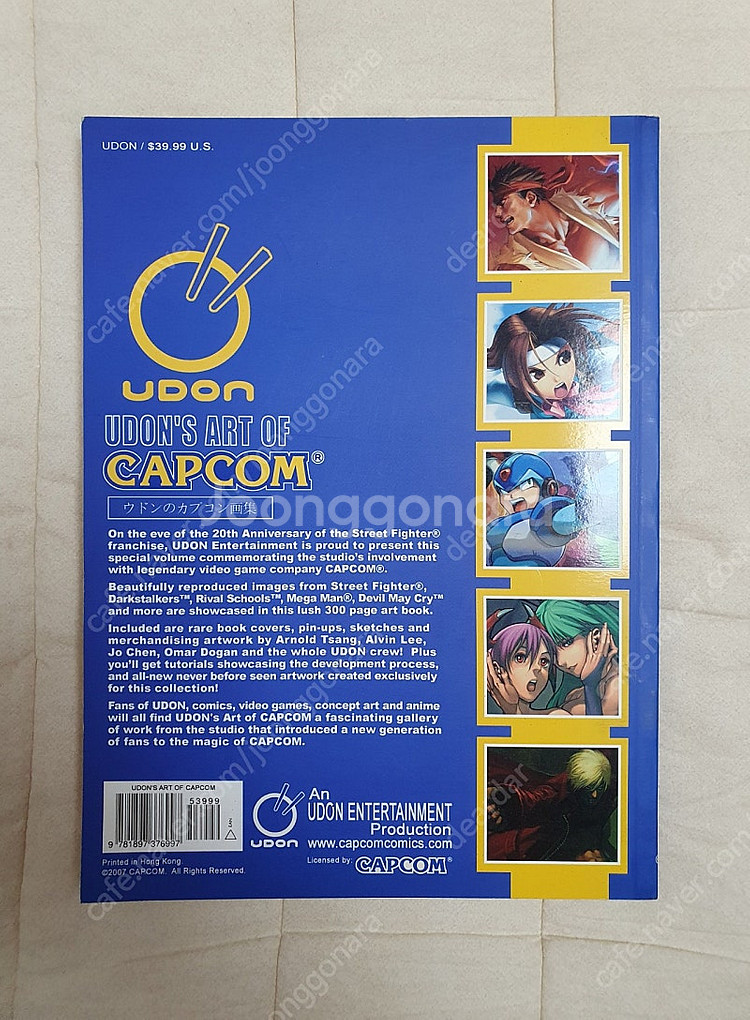 UDON / $39.99 U.S.
UDON
UDON'S ART OF
CAPCOM®
ウドンのカプコン画集
On the eve of the 20th Anniversary of the Street Fighter®
franchise, UDON Entertainment is proud to present this
special volume commemorating the studio's involvement
with legendary video game company CAPCOM®.
Beautifully reproduced images from Street Fighter®,
Darkstalkers™, Rival Schools™, Mega Man®, Devil May Cry™
and more are showcased in this lush 300 page art book.
Included are rare book covers, pin-ups, sketches and
merchandising artwork by Arnold Tsang, Alvin Lee,
Jo Chen, Omar Dogan and the whole UDON crew! Plus
you'll get tutorials showcasing the development process,
and all-new never before seen artwork created exclusively
for this collection!
Fans of UDON, comics, video games, concept art and anime
will all find UDON's Art of CAPCOM a fascinating gallery
of work from the studio that introduced a new generation
of fans to the magic of CAPCOM.
UDON'S ART OF CAPCOM
53999
9 781897 376997
UDON
An
UDON ENTERTAINMENT
Production
www.capcomcomics.com
Licensed by: CAPCOM®
Printed in Hong Kong.
©2007 CAPCOM. All Rights Reserved.
Joonggonara
cafe.naver.com/joonggonara
deardar